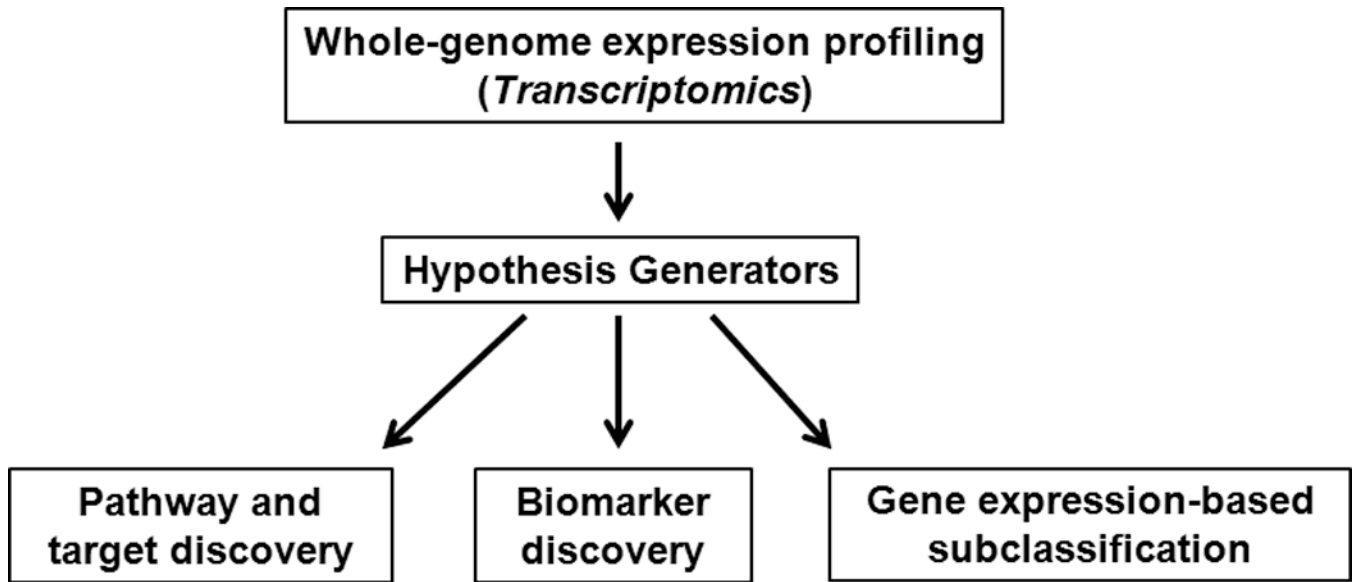 Whole-genome expression profiling
(Transcriptomics)
Hypothesis Generators
Pathway and
target discovery
Biomarker
discovery
Gene expression-based
subclassification